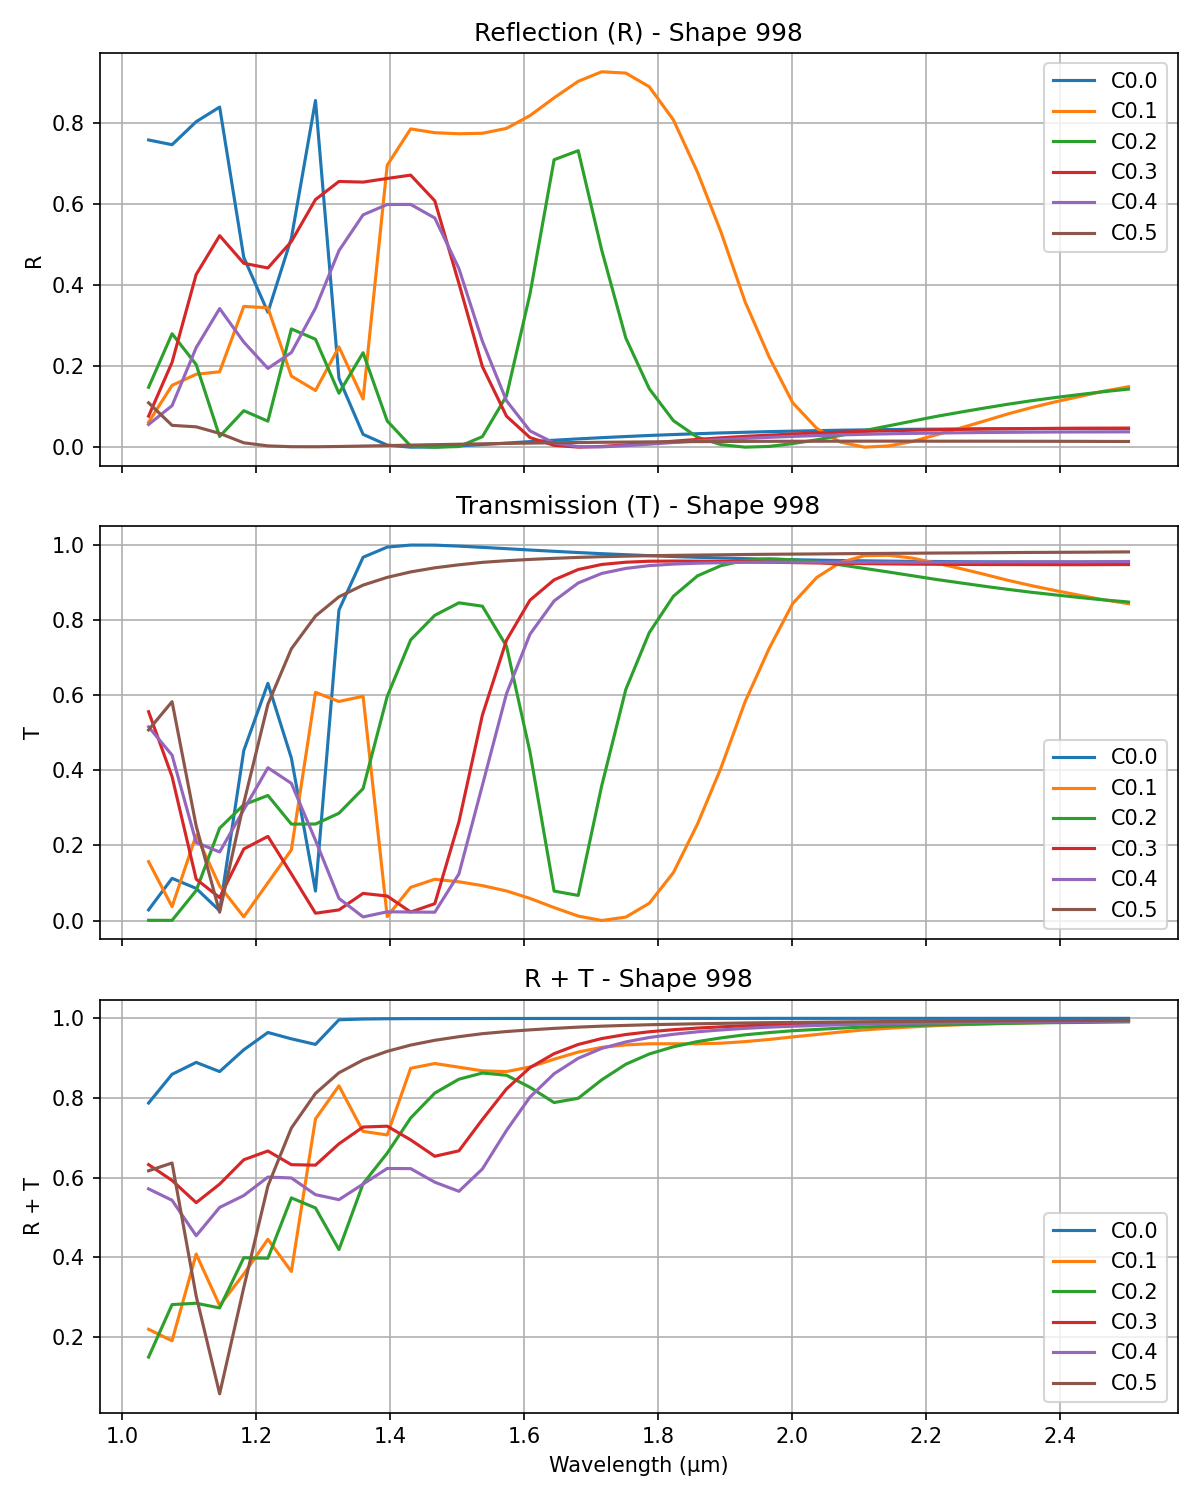 Reflection (R) - Shape 998
0.8
0.6
0.4
0.2
0.0
R
C0.0
C0.1
C0.2
C0.3
C0.4
C0.5
Transmission (T) - Shape 998
1.0
0.8
0.6
0.4
0.2
0.0
T
C0.0
C0.1
C0.2
C0.3
C0.4
C0.5
R + T - Shape 998
1.0
0.8
0.6
0.4
0.2
R + T
C0.0
C0.1
C0.2
C0.3
C0.4
C0.5
1.0 1.2 1.4 1.6 1.8 2.0 2.2 2.4
Wavelength (μm)